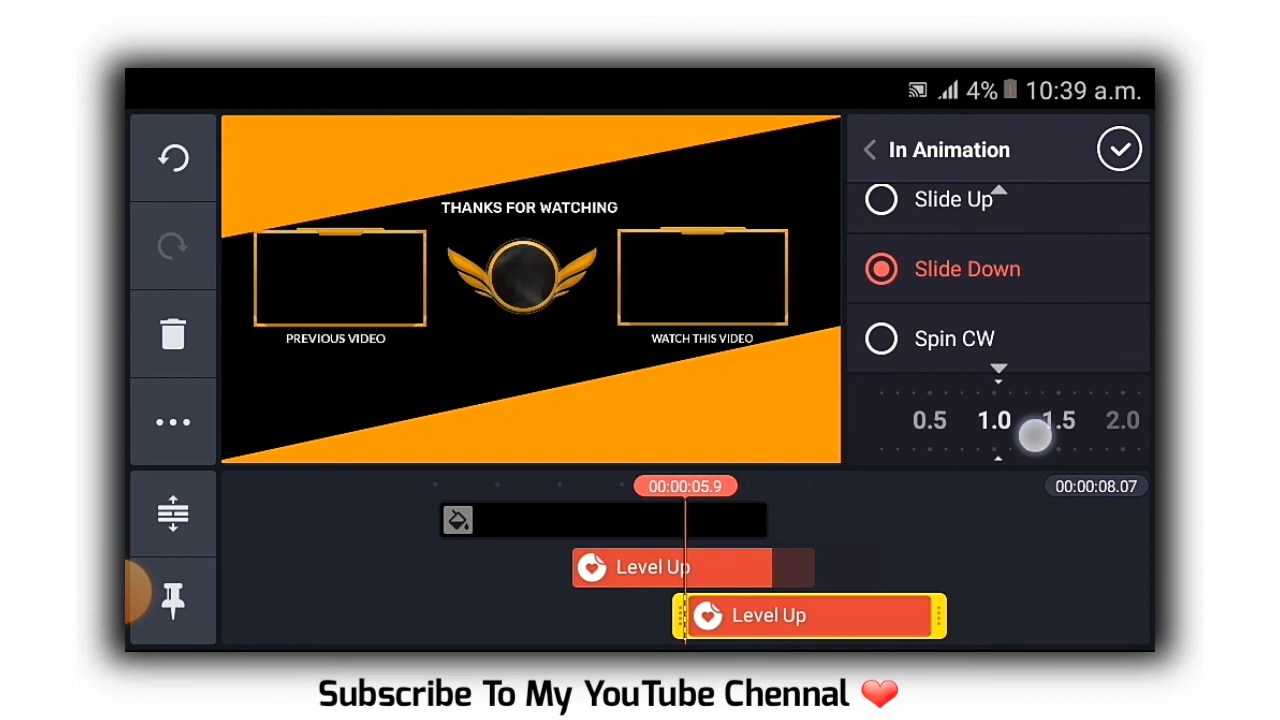 4% 10:39 a.m.
In Animation
Slide Up
Slide Down
Spin CW
0.5 1.0 1.5 2.0
THANKS FOR WATCHING
PREVIOUS VIDEO
WATCH THIS VIDEO
00:00:05.9
00:00:08.07
Level Up
Level Up
Subscribe To My YouTube Chennal ❤️